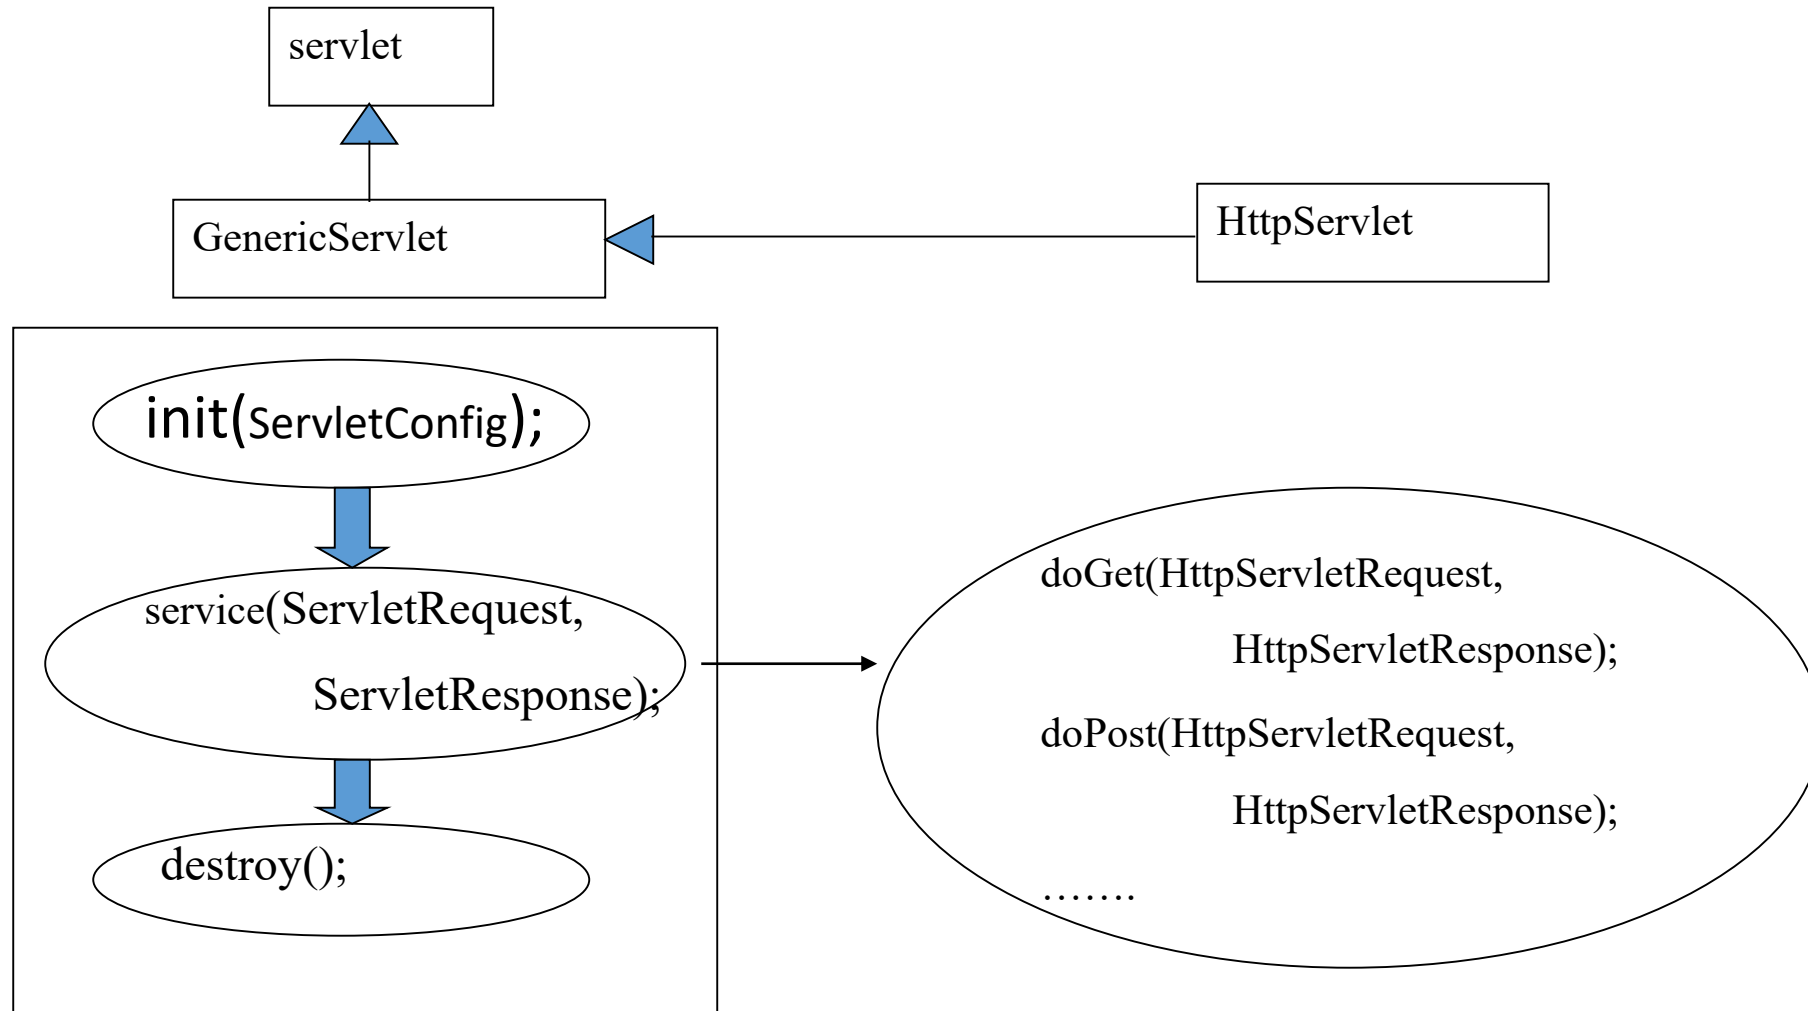 servlet
GenericServlet
HttpServlet
init(ServletConfig);
service(ServletRequest,
ServletResponse);
destroy();
doGet(HttpServletRequest,
HttpServletResponse);
doPost(HttpServletRequest,
HttpServletResponse);
…….